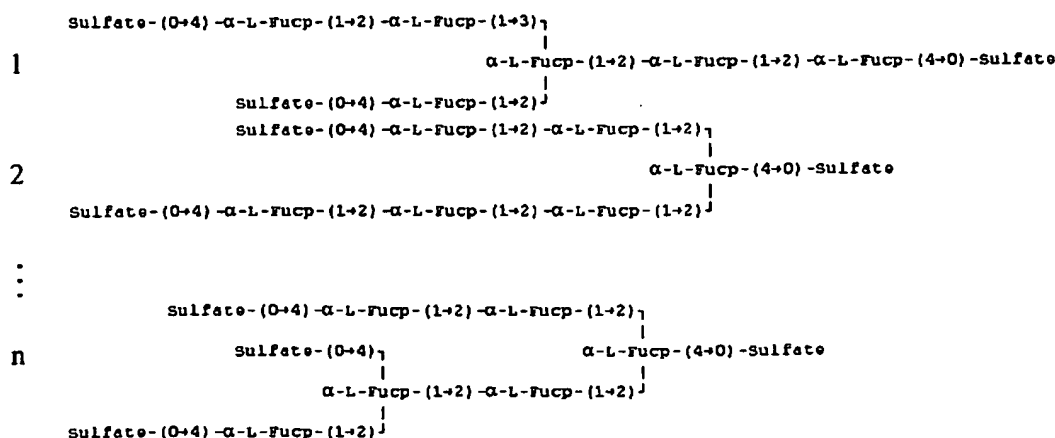 Sulfate-(0→4)-α-L-Fucp-(1→2)-α-L-Fucp-(1→3)
1
α-L-Fucp-(1→2)-α-L-Fucp-(1→2)-α-L-Fucp-(4→0)-Sulfate
Sulfate-(0→4)-α-L-Fucp-(1→2)
Sulfate-(0→4)-α-L-Fucp-(1→2)-α-L-Fucp-(1→2)
2
α-L-Fucp-(4→0)-Sulfate
Sulfate-(0→4)-α-L-Fucp-(1→2)-α-L-Fucp-(1→2)-α-L-Fucp-(1→2)
⋮
Sulfate-(0→4)-α-L-Fucp-(1→2)-α-L-Fucp-(1→2)
n
Sulfate-(0→4)
α-L-Fucp-(4→0)-Sulfate
α-L-Fucp-(1→2)-α-L-Fucp-(1→2)
Sulfate-(0→4)-α-L-Fucp-(1→2)